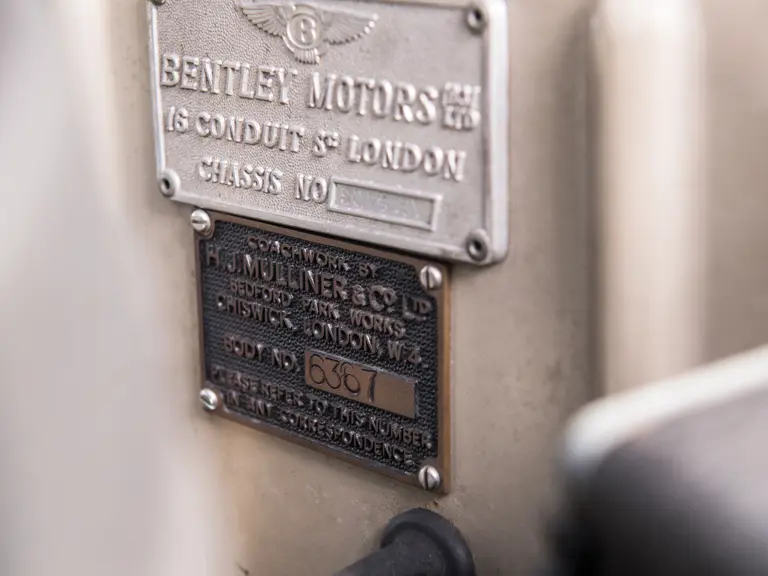 B
BENTLEY MOTORS
LTD
16 CONDUIT ST LONDON
CHASSIS NO
COACHWORK BY
H.J. MULLINER & CO. LTD
BEDFORD PARK WORKS
CHISWICK, LONDON, W.4.
BODY NO. 6367
PLEASE REFER TO THIS NUMBER
IN ANY CORRESPONDENCE